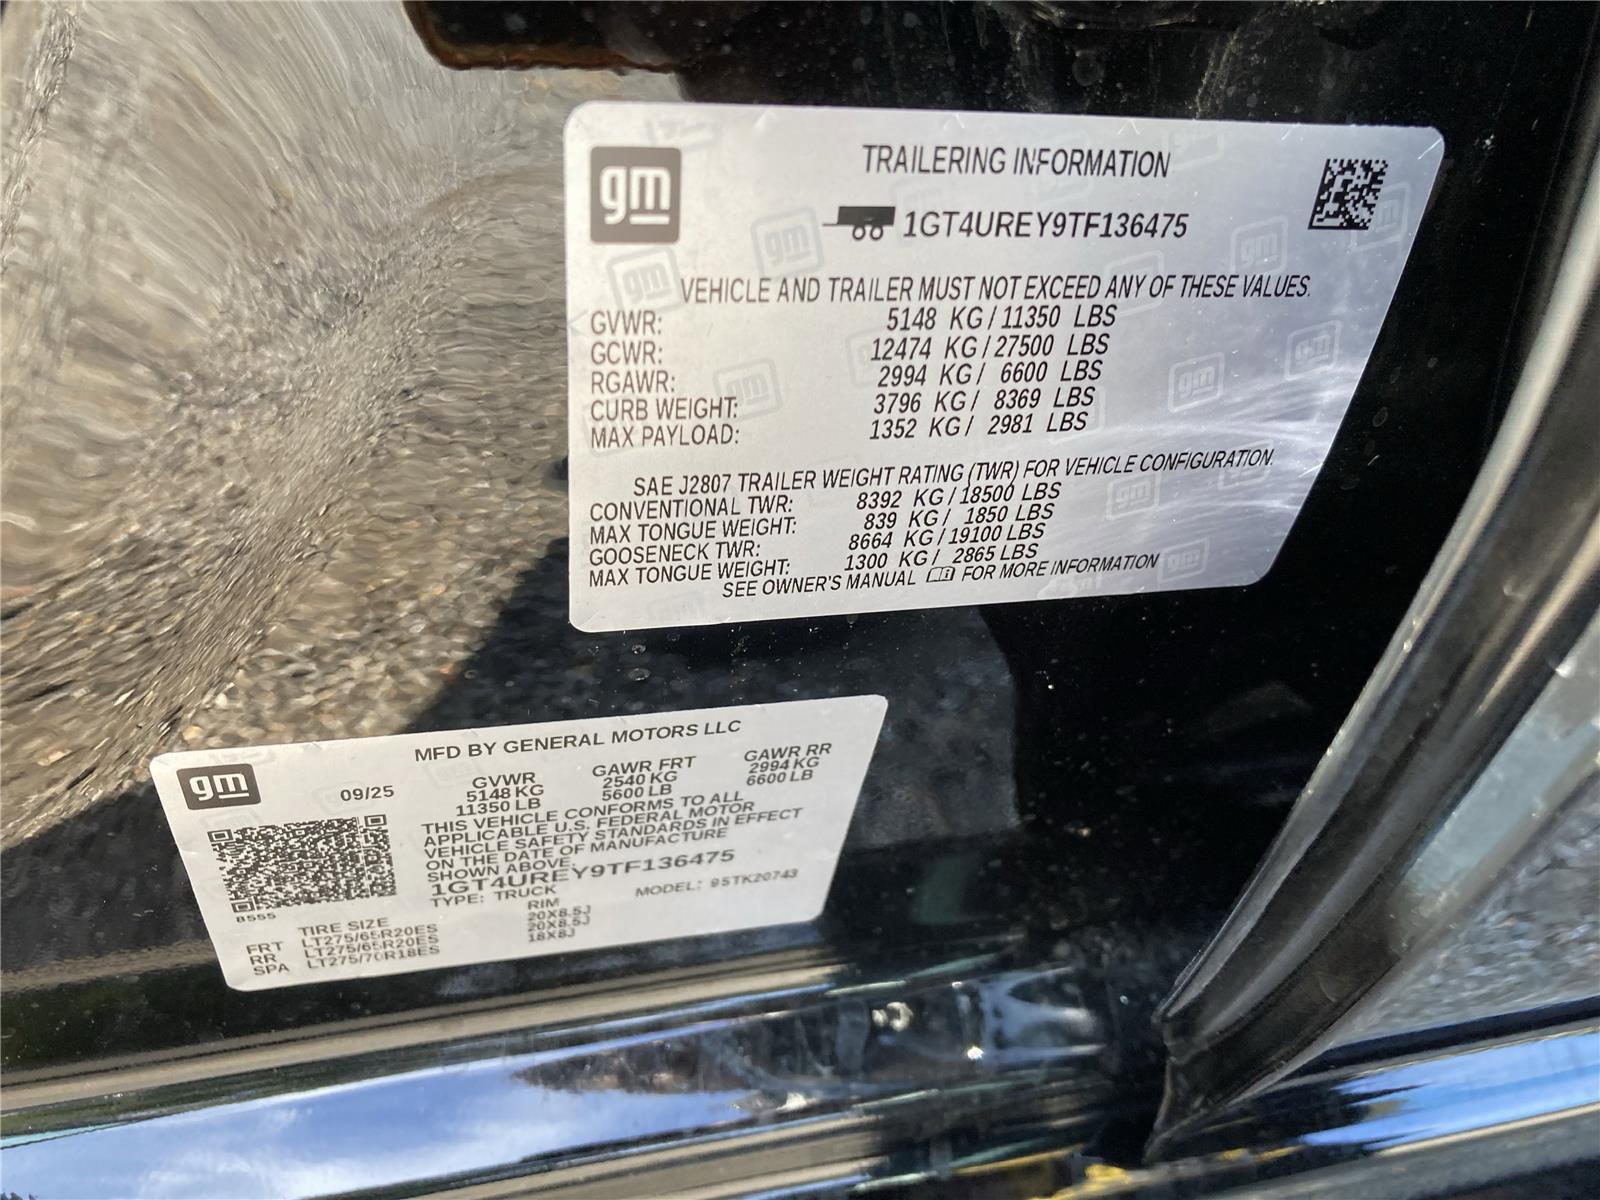 gm
TRAILERING INFORMATION
1GT4UREY9TF136475
VEHICLE AND TRAILER MUST NOT EXCEED ANY OF THESE VALUES.
GVWR: 5148 KG/ 11350 LBS
GCWR: 12474 KG/ 27500 LBS
RGAWR: 2994 KG/ 6600 LBS
CURB WEIGHT: 3796 KG/ 8369 LBS
MAX PAYLOAD: 1352 KG/ 2981 LBS
SAE J2807 TRAILER WEIGHT RATING (TWR) FOR VEHICLE CONFIGURATION.
CONVENTIONAL TWR: 8392 KG/ 18500 LBS
MAX TONGUE WEIGHT: 839 KG/ 1850 LBS
GOOSENECK TWR: 8664 KG/ 19100 LBS
MAX TONGUE WEIGHT: 1300 KG/ 2865 LBS
SEE OWNER'S MANUAL FOR MORE INFORMATION
gm
MFD BY GENERAL MOTORS LLC
09/25
GVWR GAWR FRT GAWR RR
5148 KG 2540 KG 2994 KG
11350 LB 5600 LB 6600 LB
THIS VEHICLE CONFORMS TO ALL
APPLICABLE U.S. FEDERAL MOTOR
VEHICLE SAFETY STANDARDS IN EFFECT
ON THE DATE OF MANUFACTURE
SHOWN ABOVE.
1GT4UREY9TF136475
TYPE: TRUCK MODEL: 95TK20743
8555
TIRE SIZE RIM
FRT LT275/65R20ES 20X8.5J
RR LT275/65R20ES 20X8.5J
SPA LT275/70R18ES 18X8J